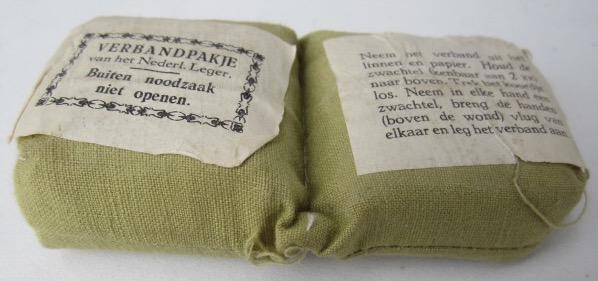 VERBANDPAKJE
van het Nederl. Leger.
Buiten noodzaak
niet openen.
Neem het verband uit het
linnen en papier. Houd de
zwachtel kenbaar aan 2
naar boven. Trek het koordje
los. Neem in elke hand een
zwachtel, breng de handen
(boven de wond) vlug van
elkaar en leg het verband aan